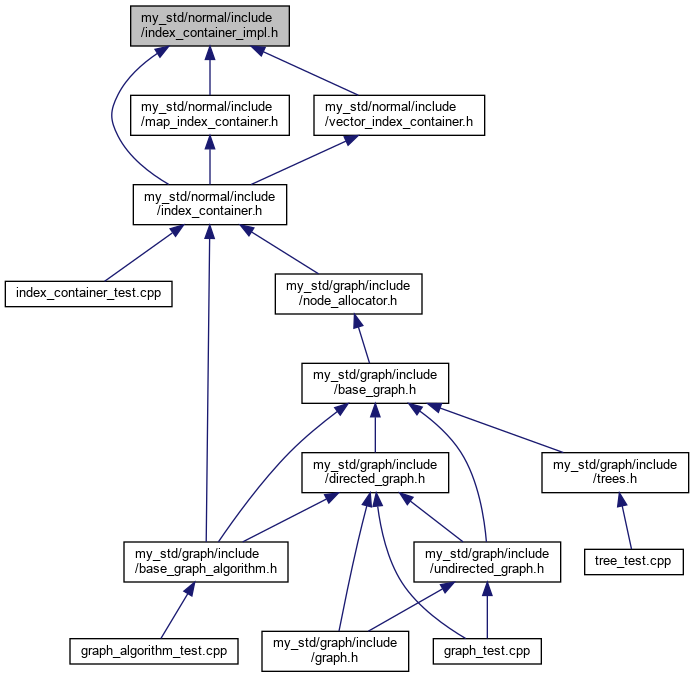 my_std/normal/include
/index_container_impl.h
my_std/normal/include
/map_index_container.h
my_std/normal/include
/vector_index_container.h
my_std/normal/include
/index_container.h
index_container_test.cpp
my_std/graph/include
/node_allocator.h
my_std/graph/include
/base_graph.h
my_std/graph/include
/directed_graph.h
my_std/graph/include
/trees.h
my_std/graph/include
/base_graph_algorithm.h
my_std/graph/include
/undirected_graph.h
tree_test.cpp
graph_algorithm_test.cpp
my_std/graph/include
/graph.h
graph_test.cpp